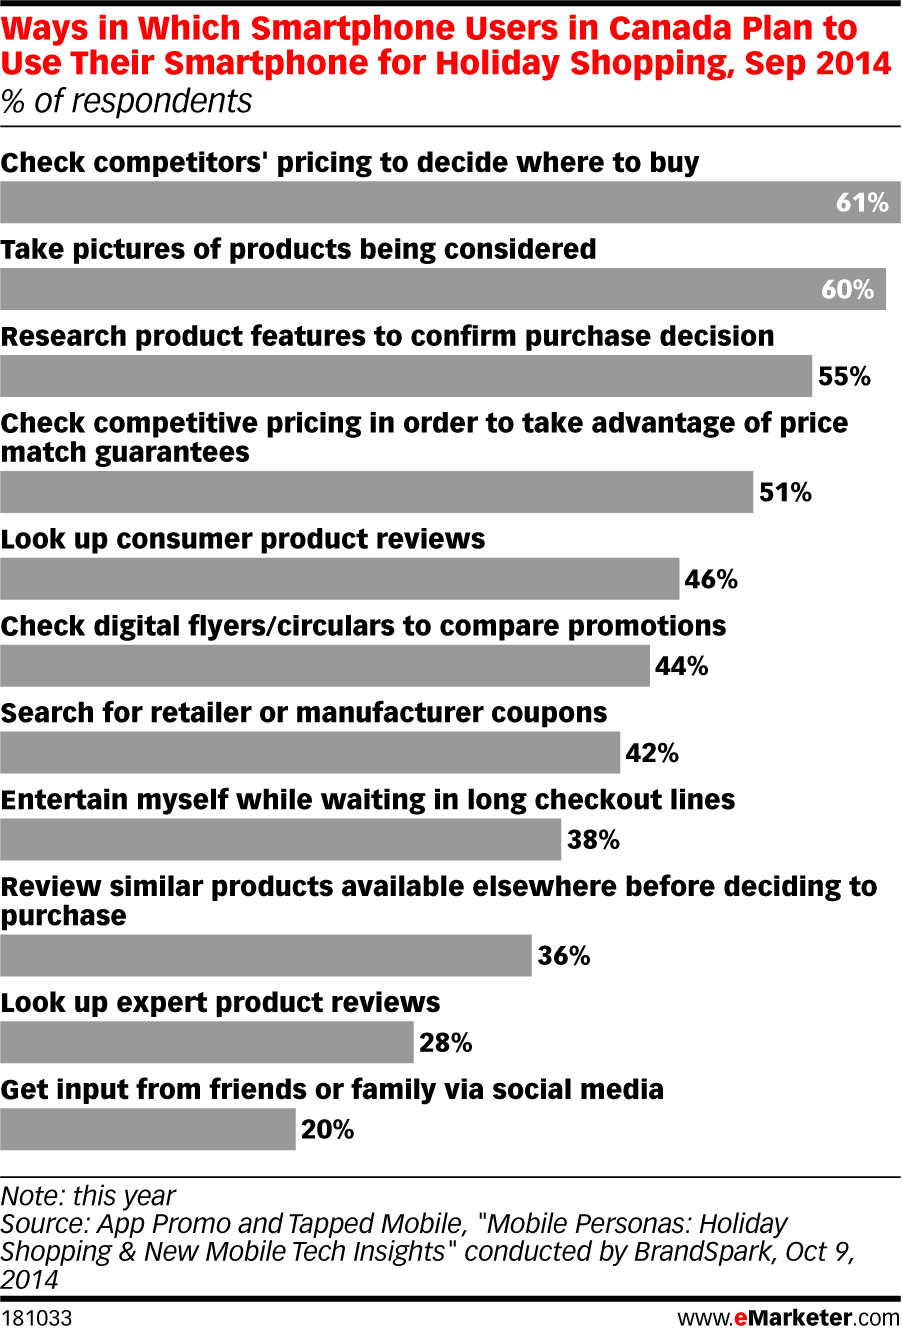 Ways in Which Smartphone Users in Canada Plan to
Use Their Smartphone for Holiday Shopping, Sep 2014
% of respondents
Check competitors' pricing to decide where to buy
61%
Take pictures of products being considered
60%
Research product features to confirm purchase decision
55%
Check competitive pricing in order to take advantage of price
match guarantees
51%
Look up consumer product reviews
46%
Check digital flyers/circulars to compare promotions
44%
Search for retailer or manufacturer coupons
42%
Entertain myself while waiting in long checkout lines
38%
Review similar products available elsewhere before deciding to
purchase
36%
Look up expert product reviews
28%
Get input from friends or family via social media
20%
Note: this year
Source: App Promo and Tapped Mobile, "Mobile Personas: Holiday
Shopping & New Mobile Tech Insights" conducted by BrandSpark, Oct 9,
2014
181033 www.eMarketer.com